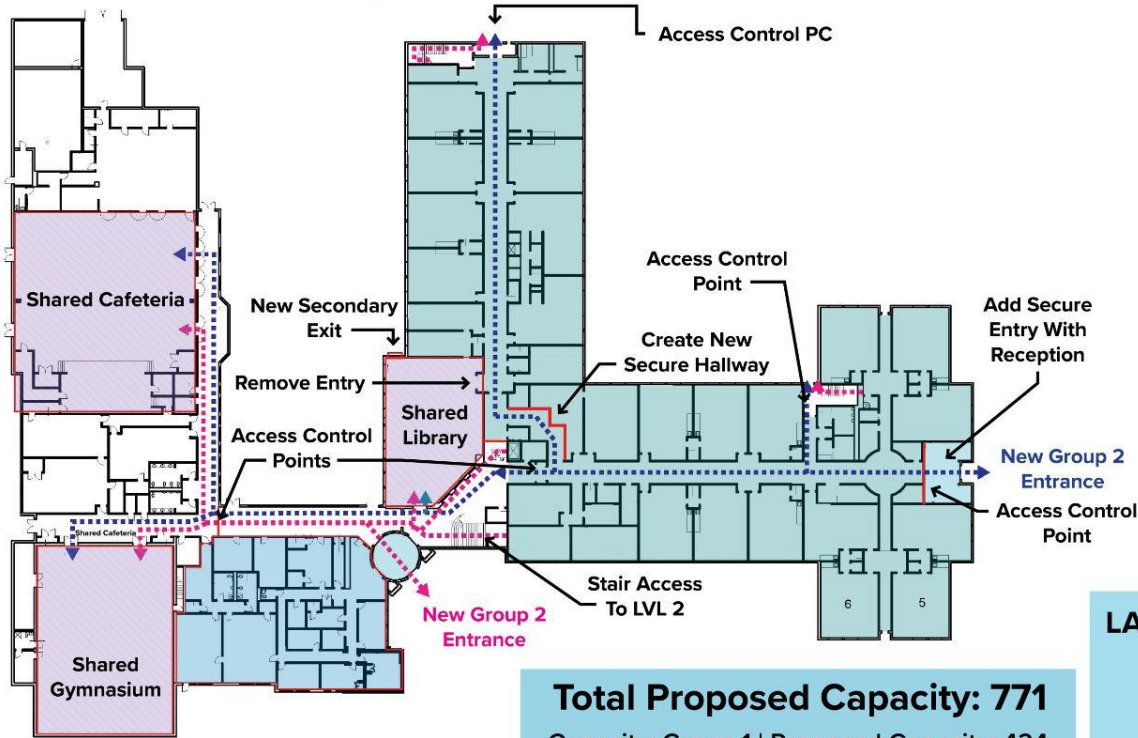 Access Control PC
Access Control
Point
Add Secure
Entry With
Reception
Shared Cafeteria
New Secondary
Exit
Create New
Secure Hallway
Remove Entry
Shared
Library
Access Control
Points
New Group 2
Entrance
Access Control
Point
Shared Cafeteria
Stair Access
To LVL 2
New Group 2
Entrance
6
5
Shared
Gymnasium
LA
Total Proposed Capacity: 771